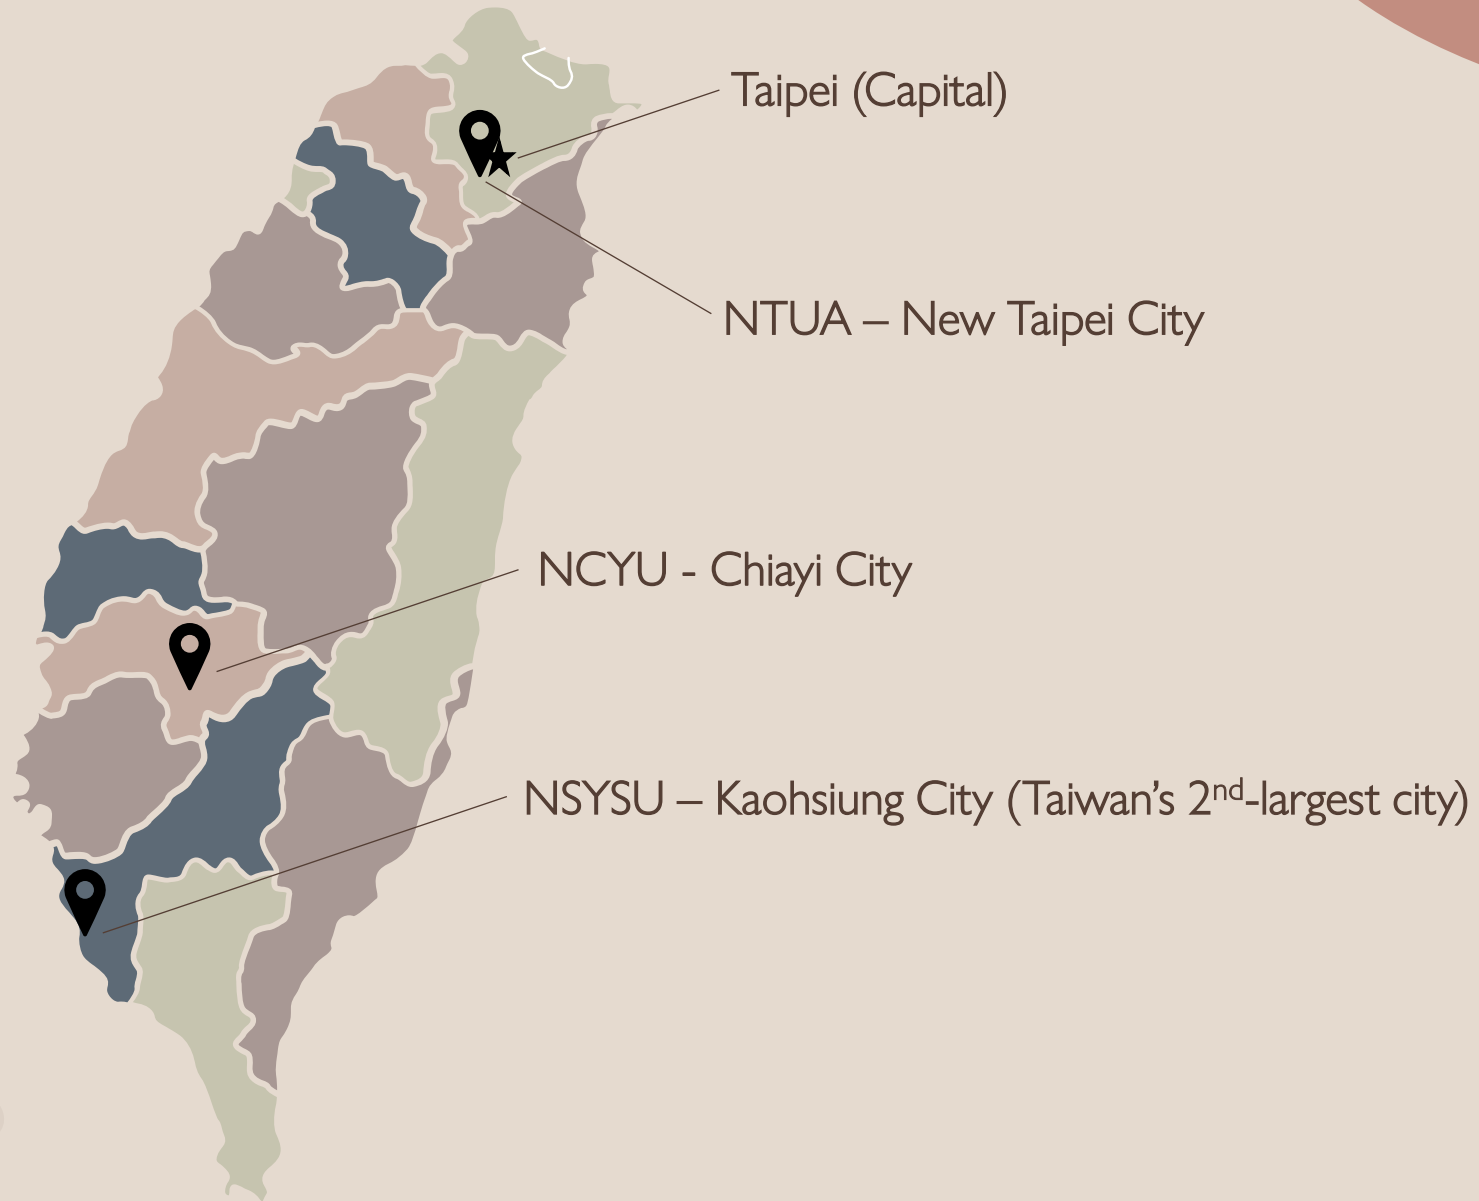 Taipei (Capital)
NTUA – New Taipei City
NCYU - Chiayi City
NSYSU – Kaohsiung City (Taiwan’s 2nd-largest city)